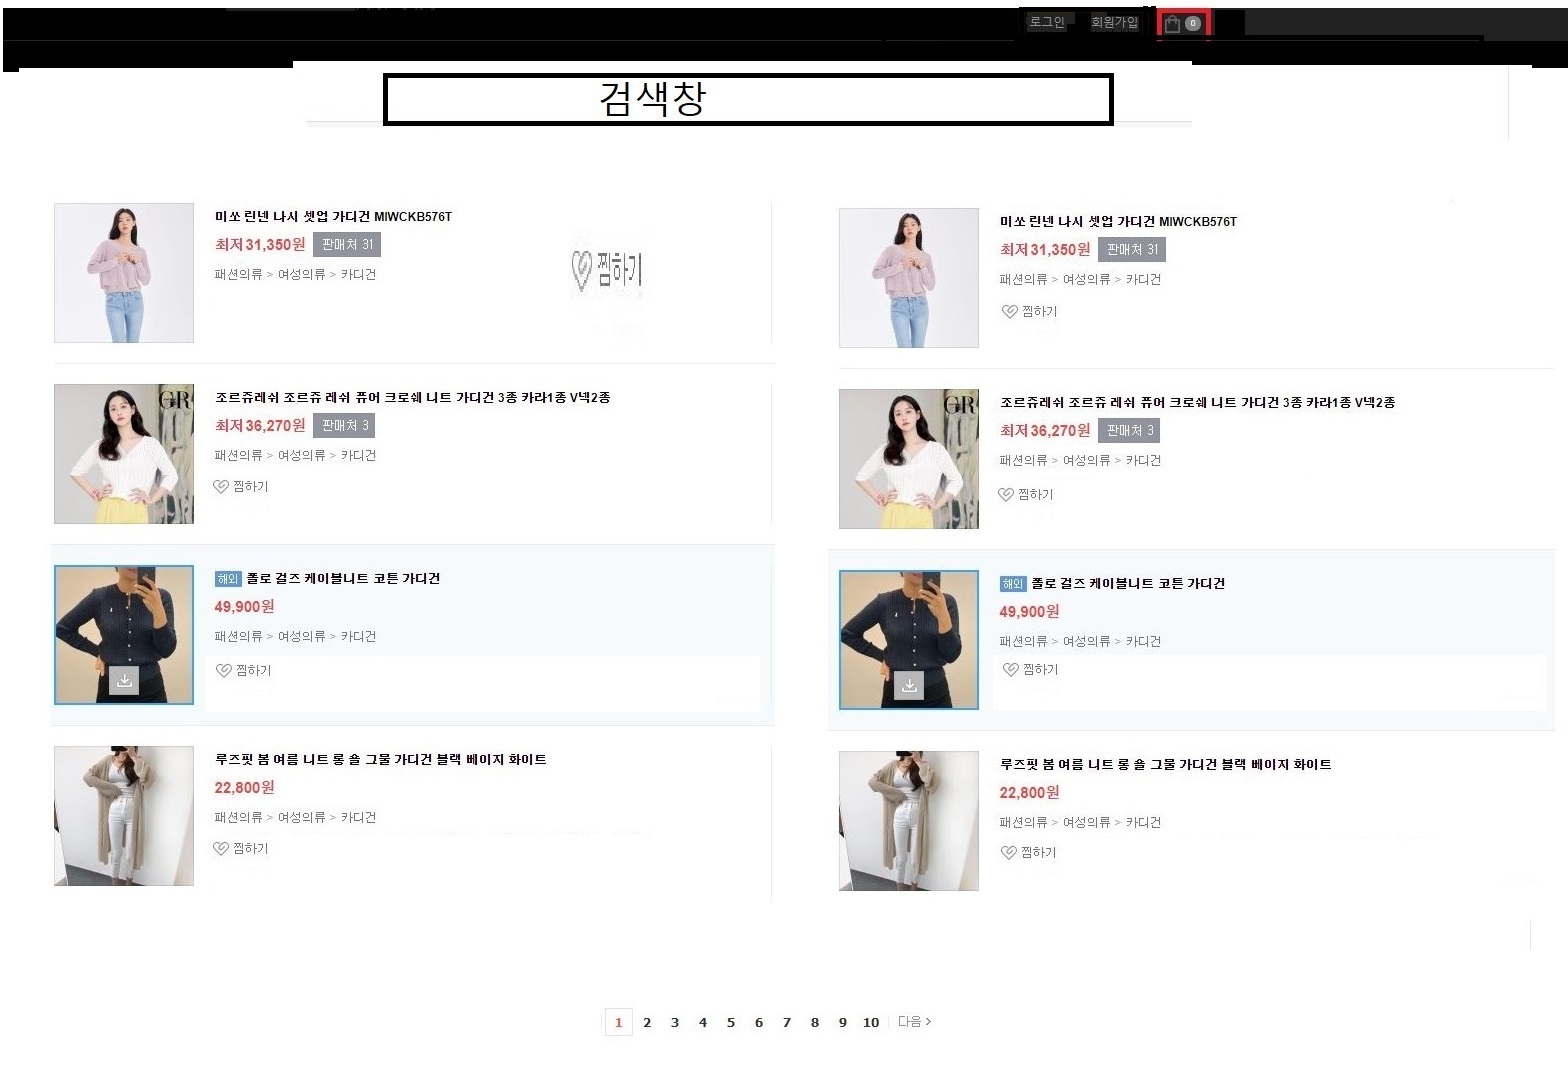 로그인 회원가입 0
검색창
미쏘 린넨 나시 셋업 가디건 MIWCKB576T
최저 31,350원 판매처 31
패션의류 > 여성의류 > 카디건
찜하기
조르쥬레쉬 조르쥬 레쉬 퓨어 크로쉐 니트 가디건 3종 카라1종 V넥2종
최저 36,270원 판매처 3
패션의류 > 여성의류 > 카디건
찜하기
해외 폴로 걸즈 케이블니트 코튼 가디건
49,900원
패션의류 > 여성의류 > 카디건
찜하기
루즈핏 봄 여름 니트 롱 숄 그물 가디건 블랙 베이지 화이트
22,800원
패션의류 > 여성의류 > 카디건
찜하기
미쏘 린넨 나시 셋업 가디건 MIWCKB576T
최저 31,350원 판매처 31
패션의류 > 여성의류 > 카디건
찜하기
조르쥬레쉬 조르쥬 레쉬 퓨어 크로쉐 니트 가디건 3종 카라1종 V넥2종
최저 36,270원 판매처 3
패션의류 > 여성의류 > 카디건
찜하기
해외 폴로 걸즈 케이블니트 코튼 가디건
49,900원
패션의류 > 여성의류 > 카디건
찜하기
루즈핏 봄 여름 니트 롱 숄 그물 가디건 블랙 베이지 화이트
22,800원
패션의류 > 여성의류 > 카디건
찜하기
1 2 3 4 5 6 7 8 9 10 다음 >